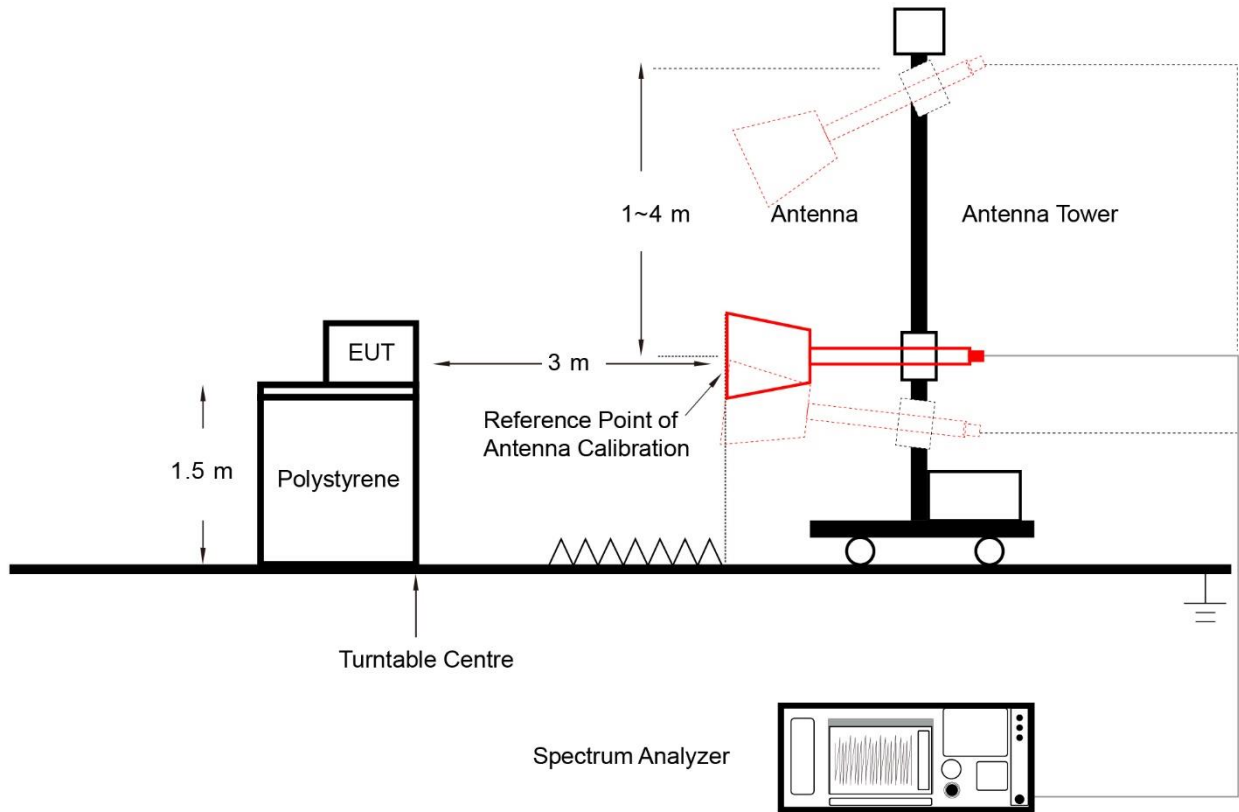 1~4 m
Antenna
Antenna Tower
EUT
3 m
Reference Point of
Antenna Calibration
1.5 m
Polystyrene
Turntable Centre
Spectrum Analyzer